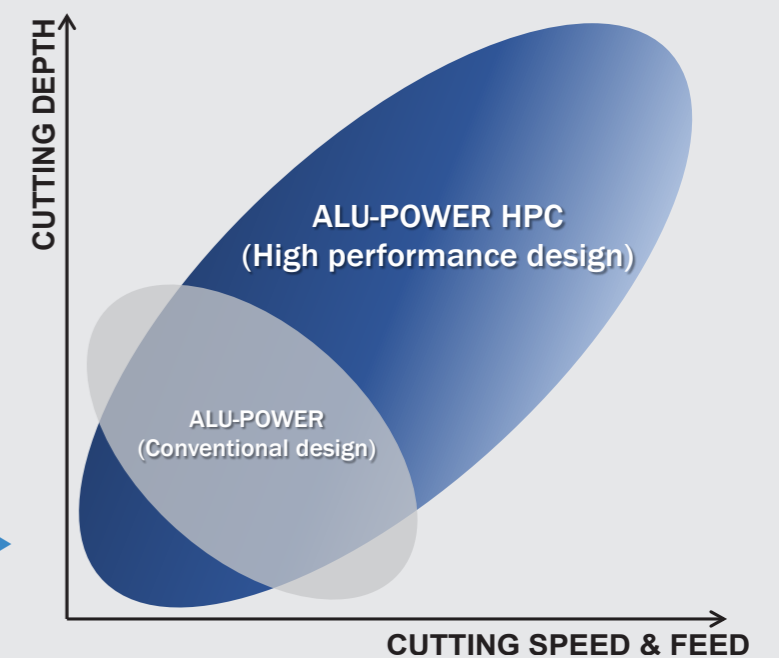 CUTTING DEPTH
ALU-POWER HPC
(High performance design)
ALU-POWER
(Conventional design)
CUTTING SPEED & FEED